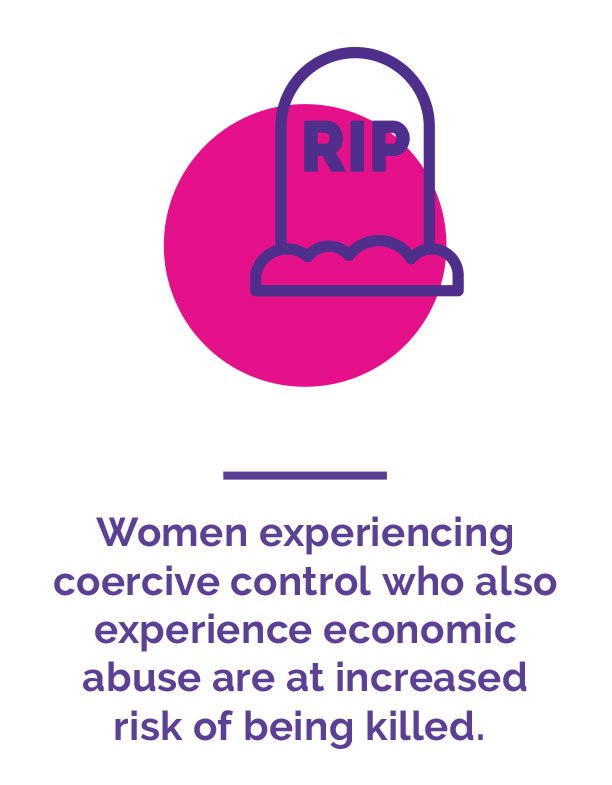 RIP
Women experiencing
coercive control who also
experience economic
abuse are at increased
risk of being killed.